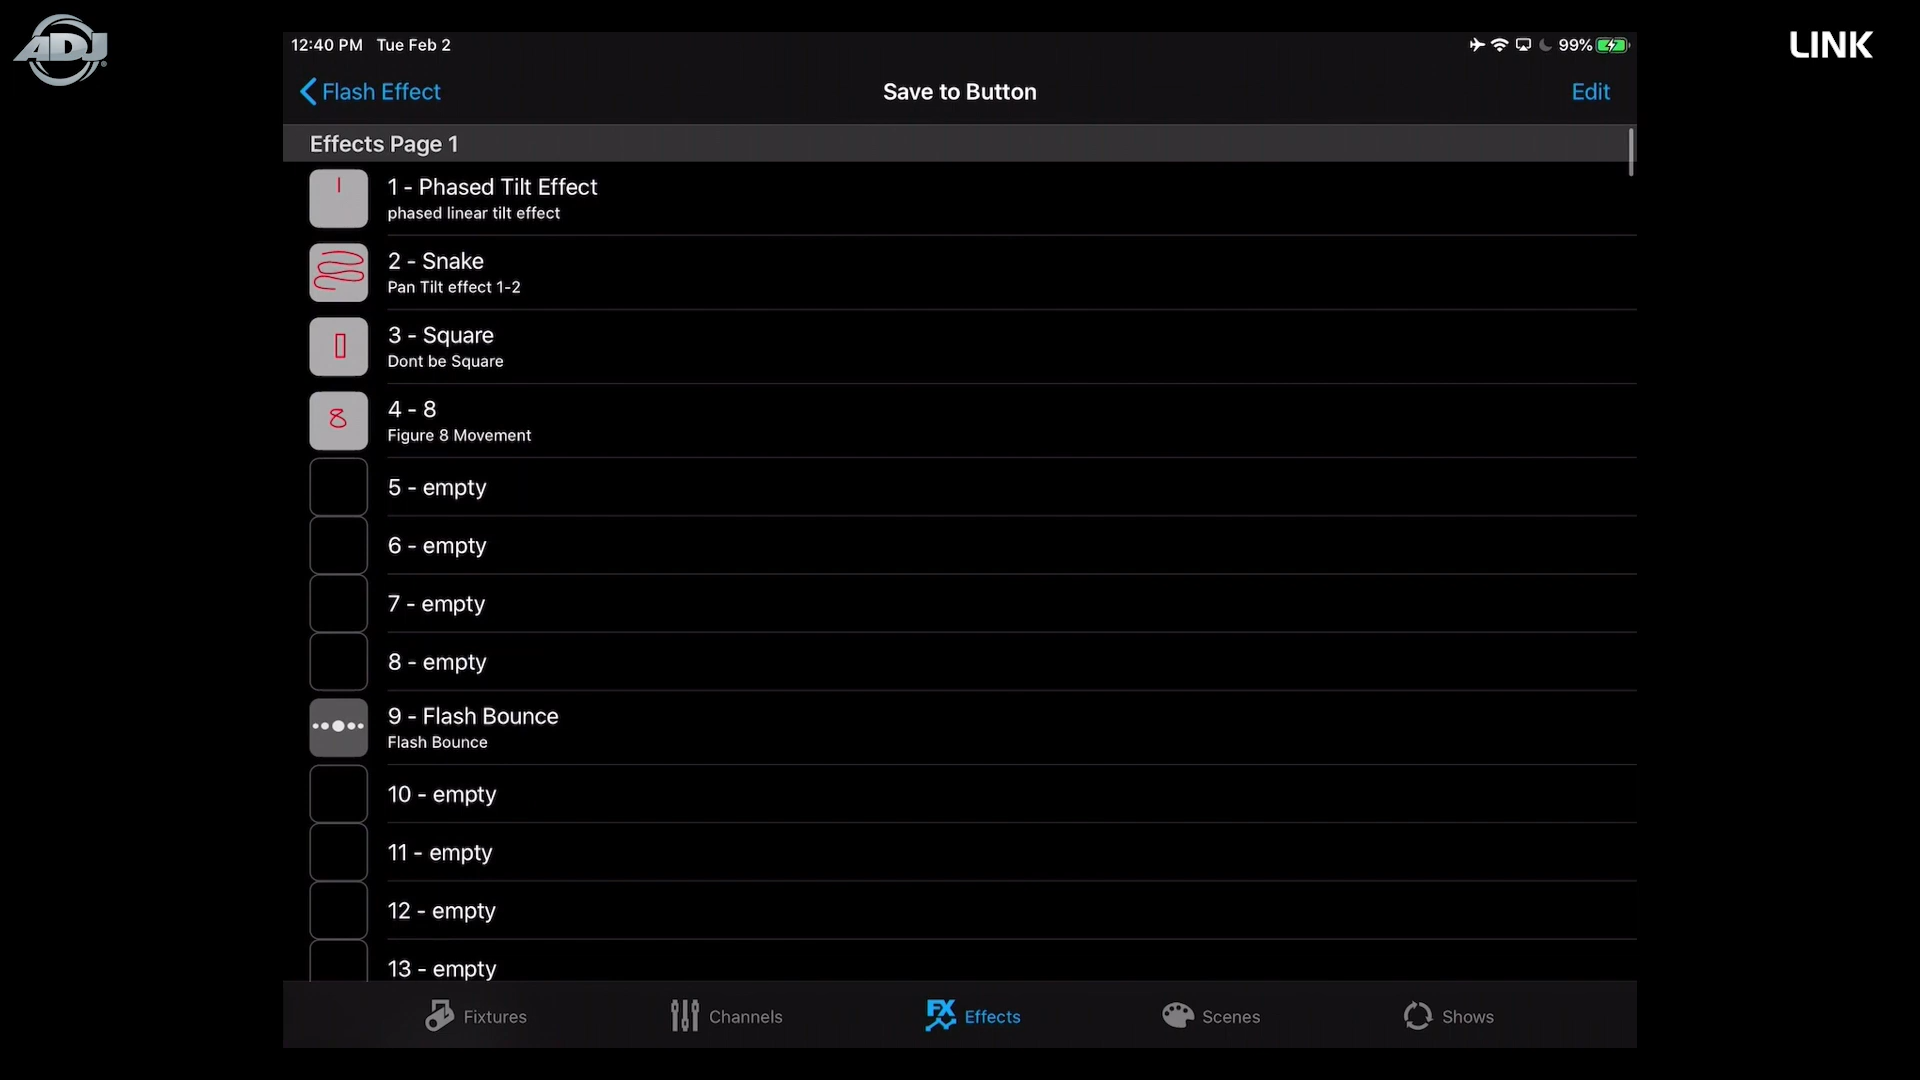 ADJ
LINK
12:40 PM Tue Feb 2
99%
Flash Effect
Save to Button
Edit
Effects Page 1
1 - Phased Tilt Effect
phased linear tilt effect
2 - Snake
Pan Tilt effect 1-2
3 - Square
Dont be Square
8
4 - 8
Figure 8 Movement
5 - empty
6 - empty
7 - empty
8 - empty
9 - Flash Bounce
Flash Bounce
10 - empty
11 - empty
12 - empty
13 - empty
Fixtures
Channels
FX
Effects
Scenes
Shows